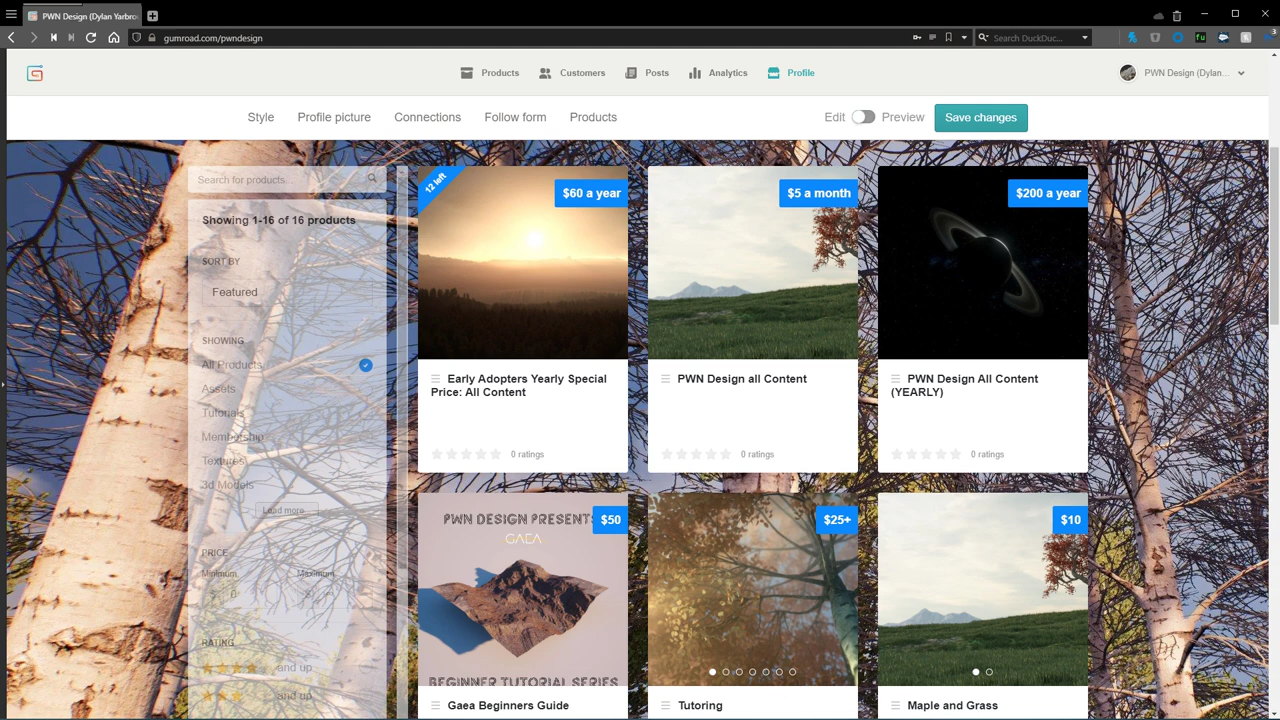 PWN Design (Dylan Yarbro
gumroad.com/pwndesign
Search DuckDuc...
fu
3
Products
Customers
Posts
Analytics
Profile
PWN Design (Dylan...
Style
Profile picture
Connections
Follow form
Products
Edit
Preview
Save changes
Search for products...
Showing 1-16 of 16 products
SORT BY
Featured
SHOWING
All Products
Assets
Tutorials
Membership
Textures
3d Models
Load more...
PRICE
Minimum
Maximum
$ 0
RATING
and up
and up
12 left
$60 a year
Early Adopters Yearly Special
Price: All Content
0 ratings
$5 a month
PWN Design all Content
0 ratings
$200 a year
PWN Design All Content
(YEARLY)
0 ratings
PWN DESIGN PRESENTS
$50
GAEA
BEGINNER TUTORIAL SERIES
Gaea Beginners Guide
$25+
Tutoring
$10
Maple and Grass